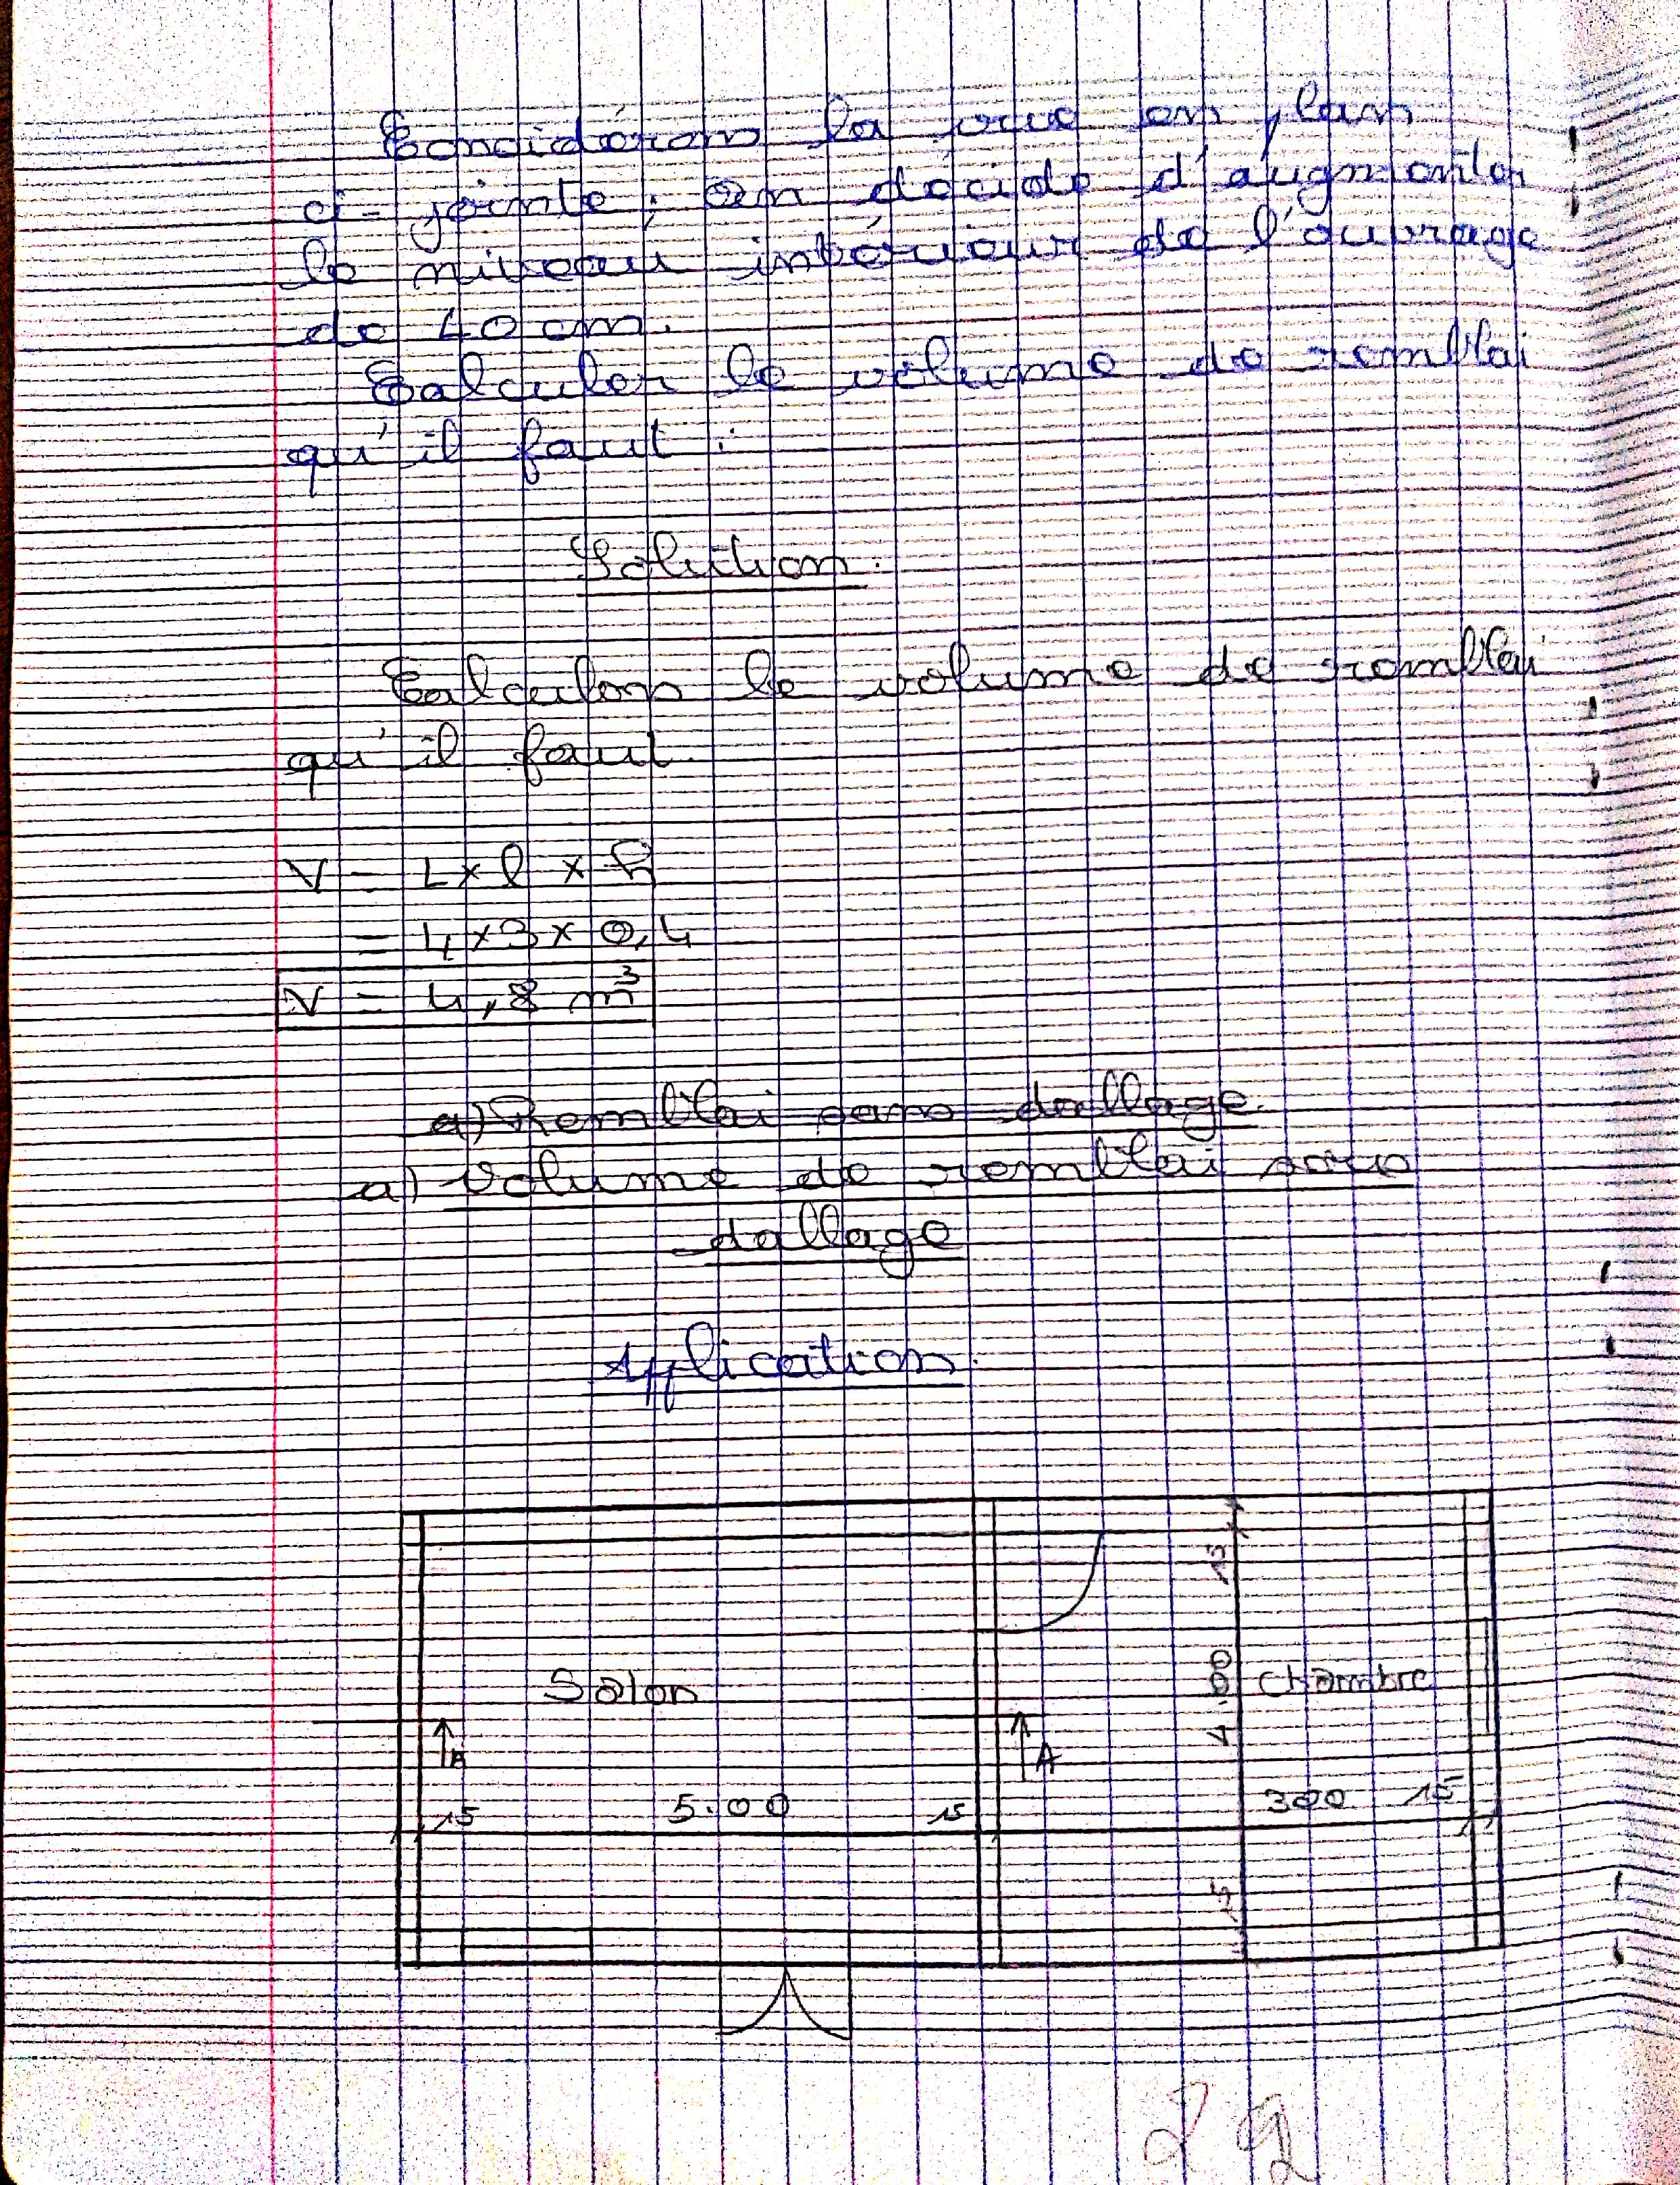 Considérons la vue en plan
ci-jointe ; On décide d'augmenter
le niveau intérieur de l'ouvrage
de 40 cm.
Calculer le volume de remblai
qu'il faut :
Solution.
Calculons le volume de remblai
qu'il faut.
V = L x l x h
= 4 x 3 x 0,4
V = 4,8 m³
a) Remblai sans dallage.
a) Volume de remblai sous
dallage
Application.
Salon
Chambre
A
A
15
5.00
15
300
15
15
4.00
15
29